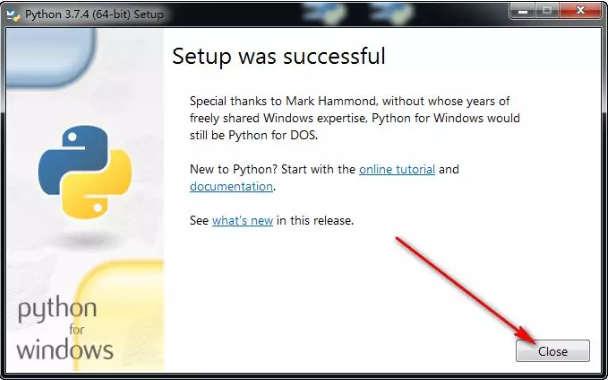 Python 3.7.4 (64-bit) Setup
Setup was successful
Special thanks to Mark Hammond, without whose years of
freely shared Windows expertise, Python for Windows would
still be Python for DOS.
New to Python? Start with the online tutorial and
documentation.
See what's new in this release.
python
for
windows
Close